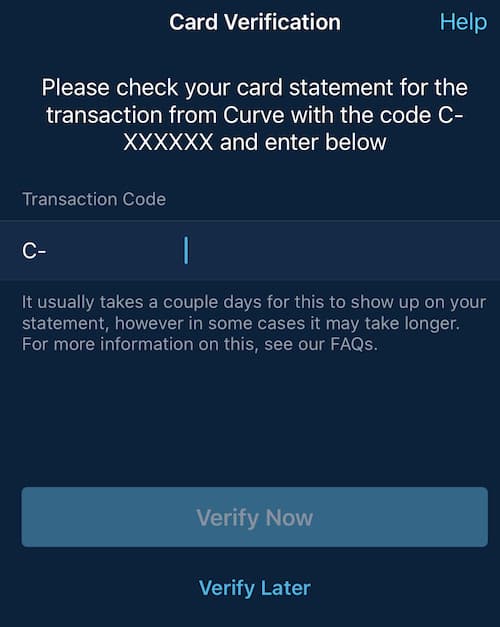 Card Verification
Help
Please check your card statement for the
transaction from Curve with the code C-
XXXXXX and enter below
Transaction Code
C-
It usually takes a couple days for this to show up on your
statement, however in some cases it may take longer.
For more information on this, see our FAQs.
Verify Now
Verify Later